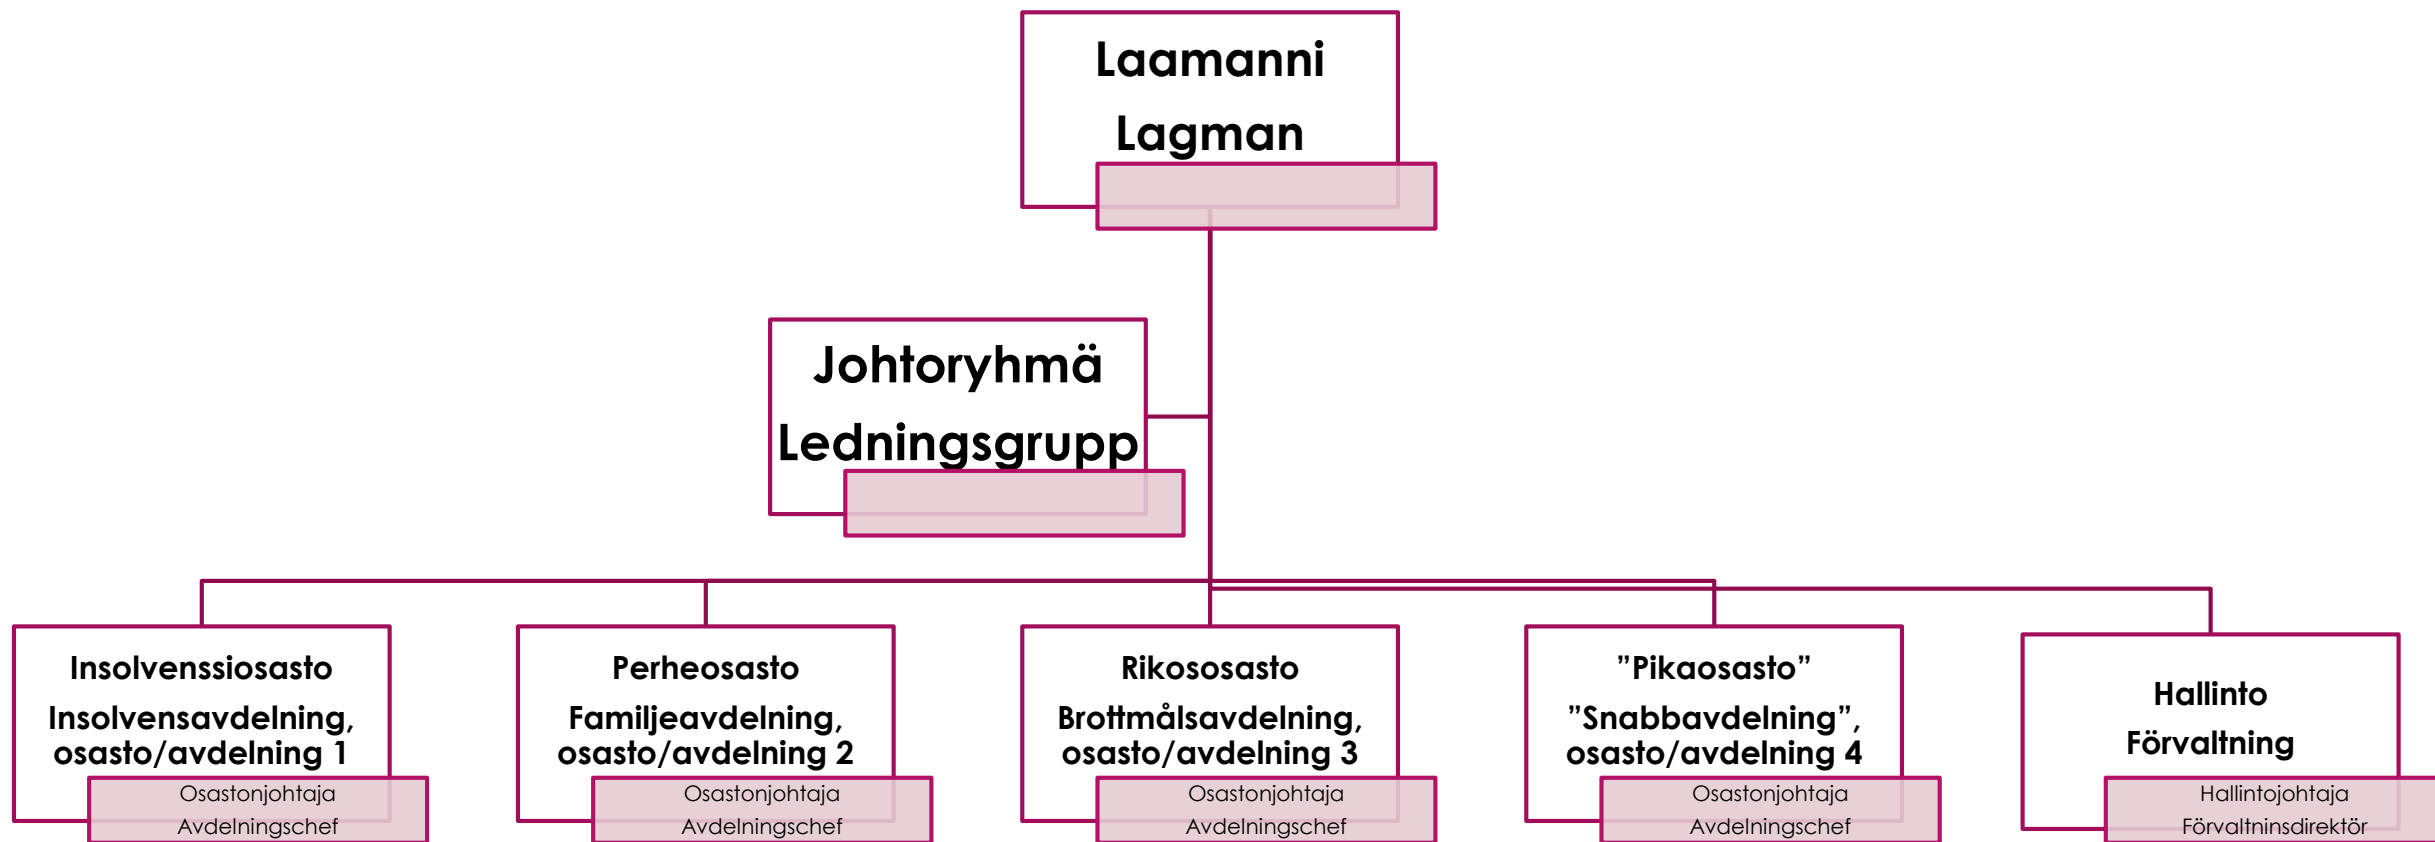 Laamanni
Lagman
Johtoryhmä
Ledningsgrupp
Insolvenssiosasto
Insolvensavdelning,
osasto/avdelning 1
Osastonjohtaja
Avdelningschef
Perheosasto
Familjeavdelning,
osasto/avdelning 2
Osastonjohtaja
Avdelningschef
Rikososasto
Brottmålsavdelning,
osasto/avdelning 3
Osastonjohtaja
Avdelningschef
”Pikaosasto”
”Snabbavdelning”,
osasto/avdelning 4
Osastonjohtaja
Avdelningschef
Hallinto
Förvaltning
Hallintojohtaja
Förvaltninsdirektör